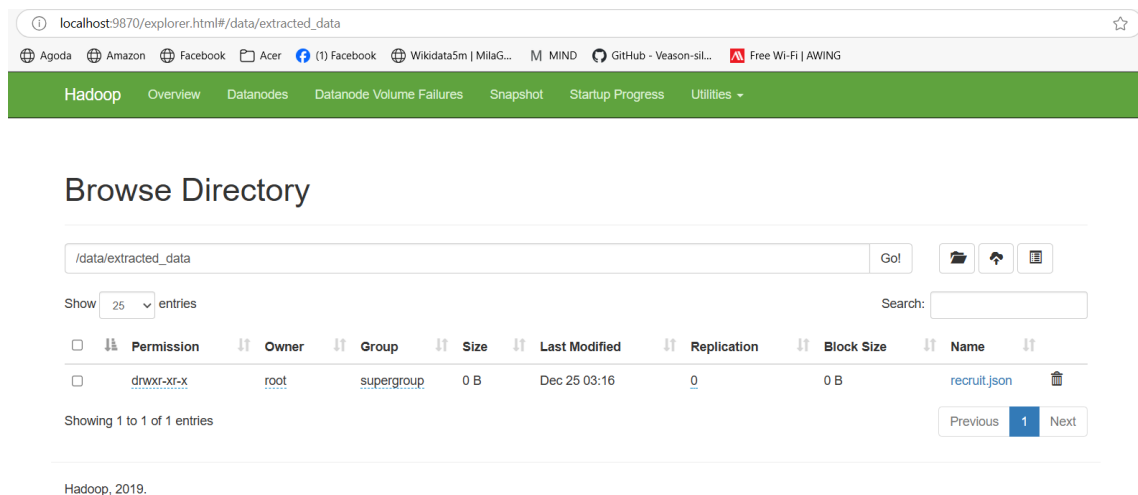 localhost:9870/explorer.html#/data/extracted_data
Agoda Amazon Facebook Acer (1) Facebook Wikidata5m | MilaG... M MIND GitHub - Veason-sil... Free Wi-Fi | AWING
Hadoop Overview Datanodes Datanode Volume Failures Snapshot Startup Progress Utilities
Browse Directory
/data/extracted_data Go!
Show 25 entries Search:
Permission Owner Group Size Last Modified Replication Block Size Name
drwxr-xr-x root supergroup 0 B Dec 25 03:16 0 0 B recruit.json
Showing 1 to 1 of 1 entries Previous 1 Next
Hadoop, 2019.